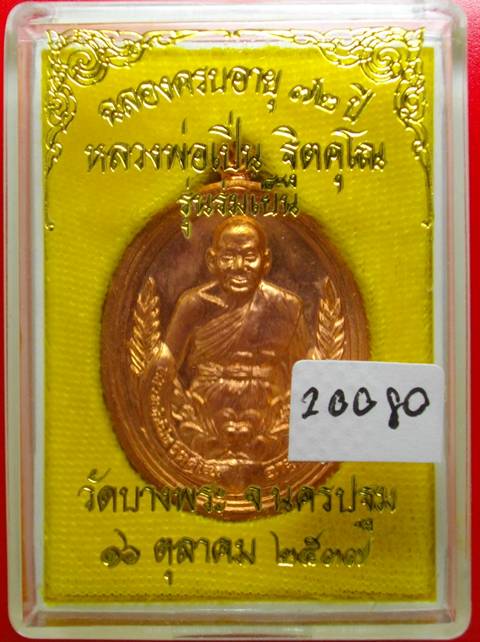 ฉลองครบอายุ ๗๒ ปี
หลวงพ่อเปิ่น ฐิตคุโณ
รุ่นร่มเย็น
20080
วัดบางพระ จ.นครปฐม
๑๖ ตุลาคม ๒๕๓๗